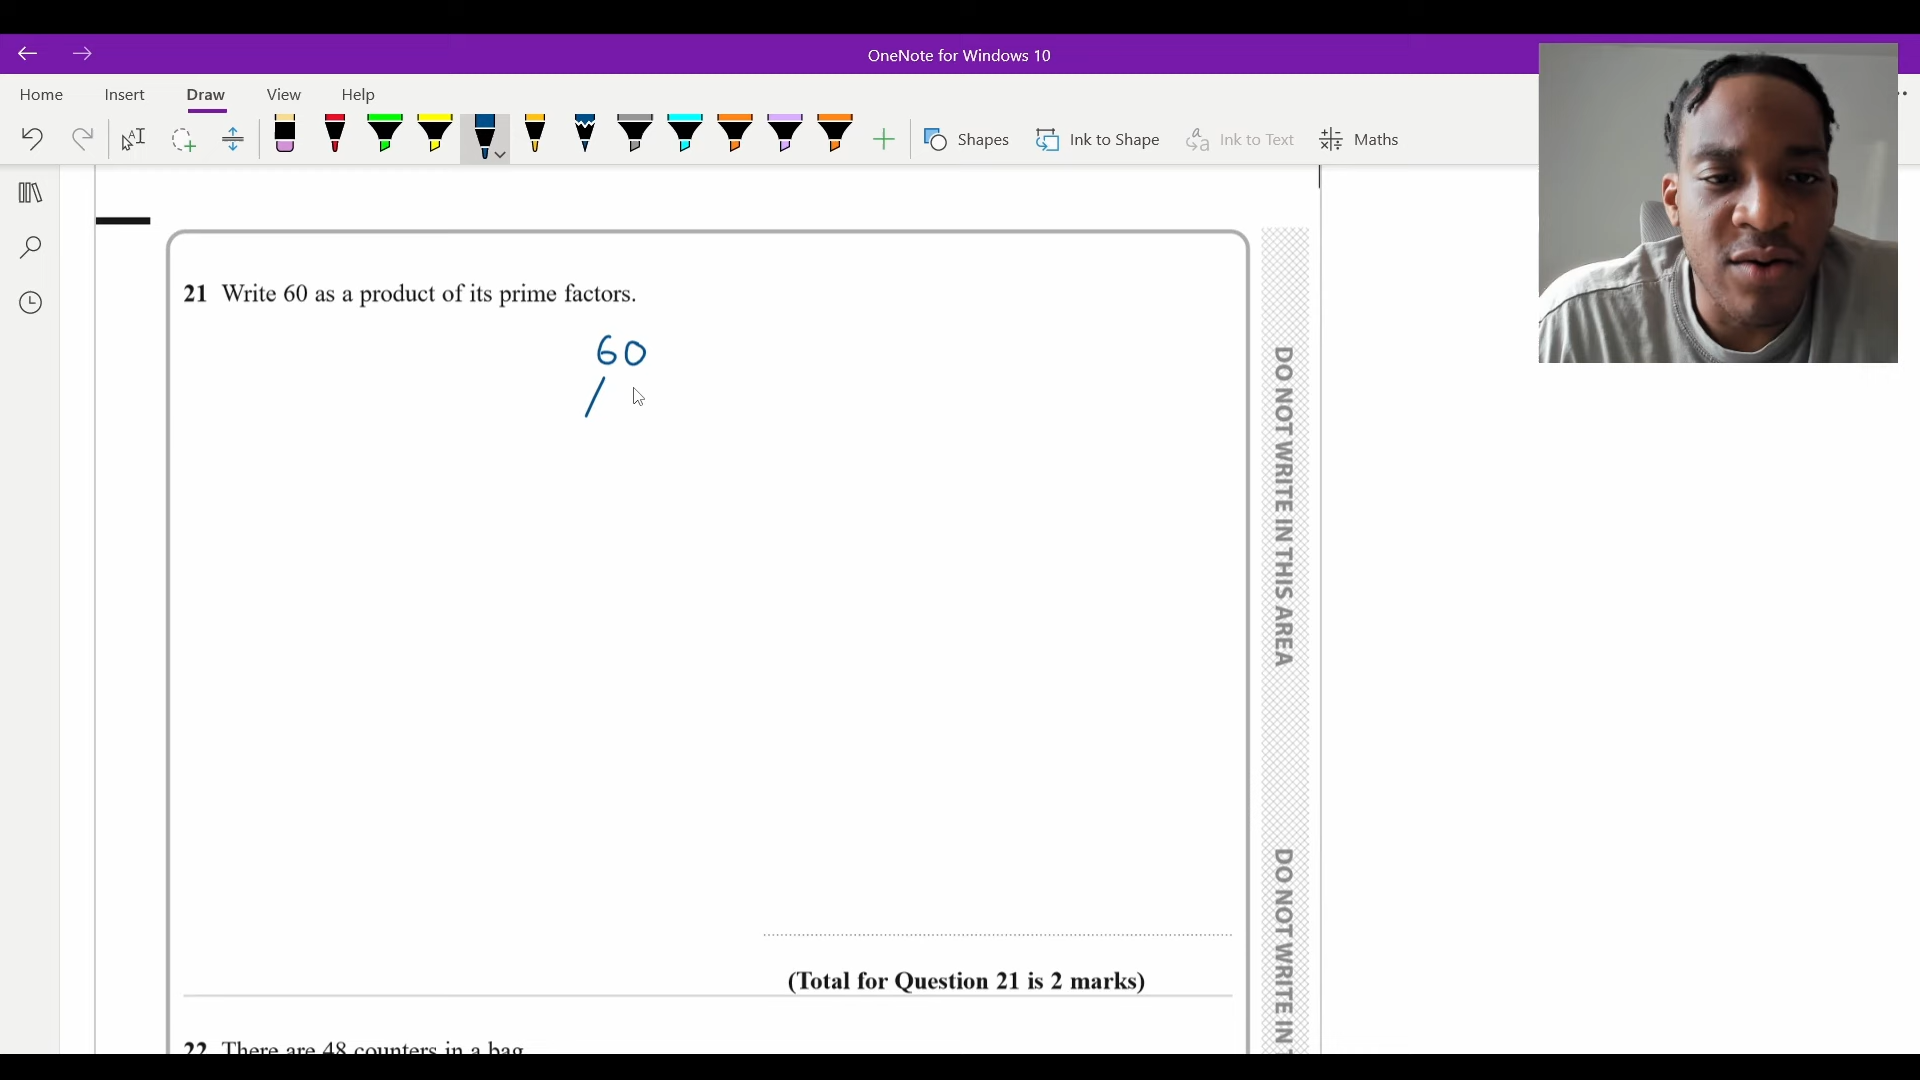 OneNote for Windows 10
Home Insert Draw View Help
Shapes Ink to Shape Ink to Text Maths
21 Write 60 as a product of its prime factors.
60
(Total for Question 21 is 2 marks)
22 There are 48 counters in a bag
DO NOT WRITE IN THIS AREA
DO NOT WRITE IN